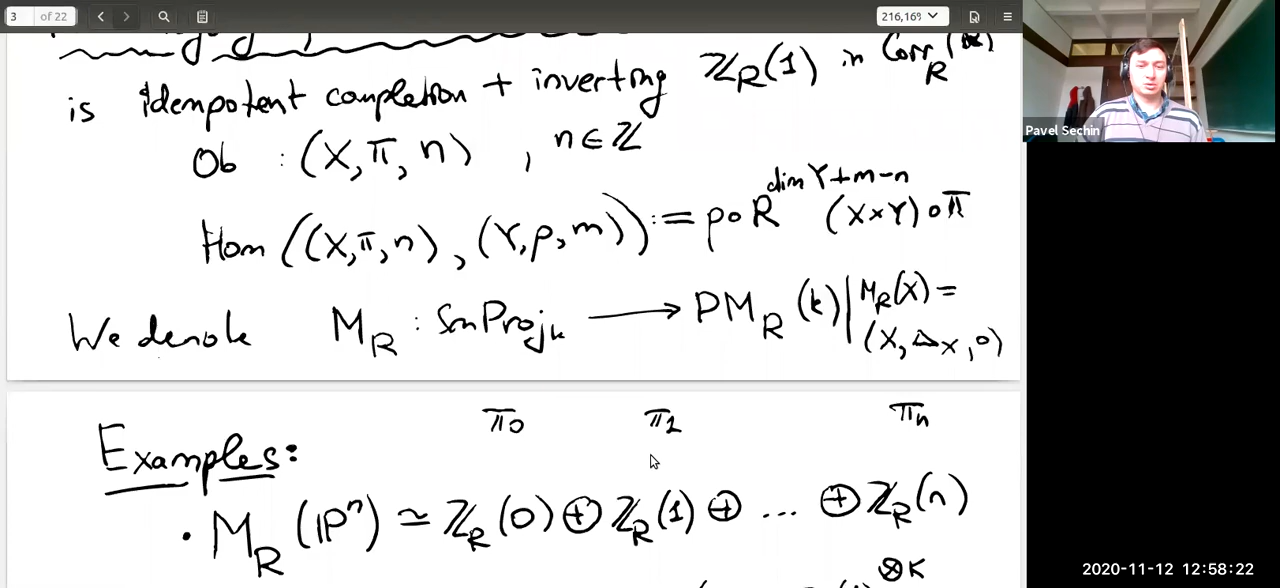 3 of 22
216,16%
is idempotent completion + inverting ℤ_R(1) in Corr_R
Ob : (X, π, n) , n ∈ ℤ
Hom ((X, π, n), (Y, ρ, m)) := ρ∘R^{dim Y+m−n} (X×Y)∘π
We denote M_R : SmProj_k ⟶ PM_R (k) | M_R(X) =
(X, Δ_X, 0)
Pavel Sechin
π_0 π_1 π_n
Examples:
• M_R (ℙ^n) ≃ ℤ_R(0) ⊕ ℤ_R(1) ⊕ ... ⊕ ℤ_R(n)
⊗K
2020-11-12 12:58:22